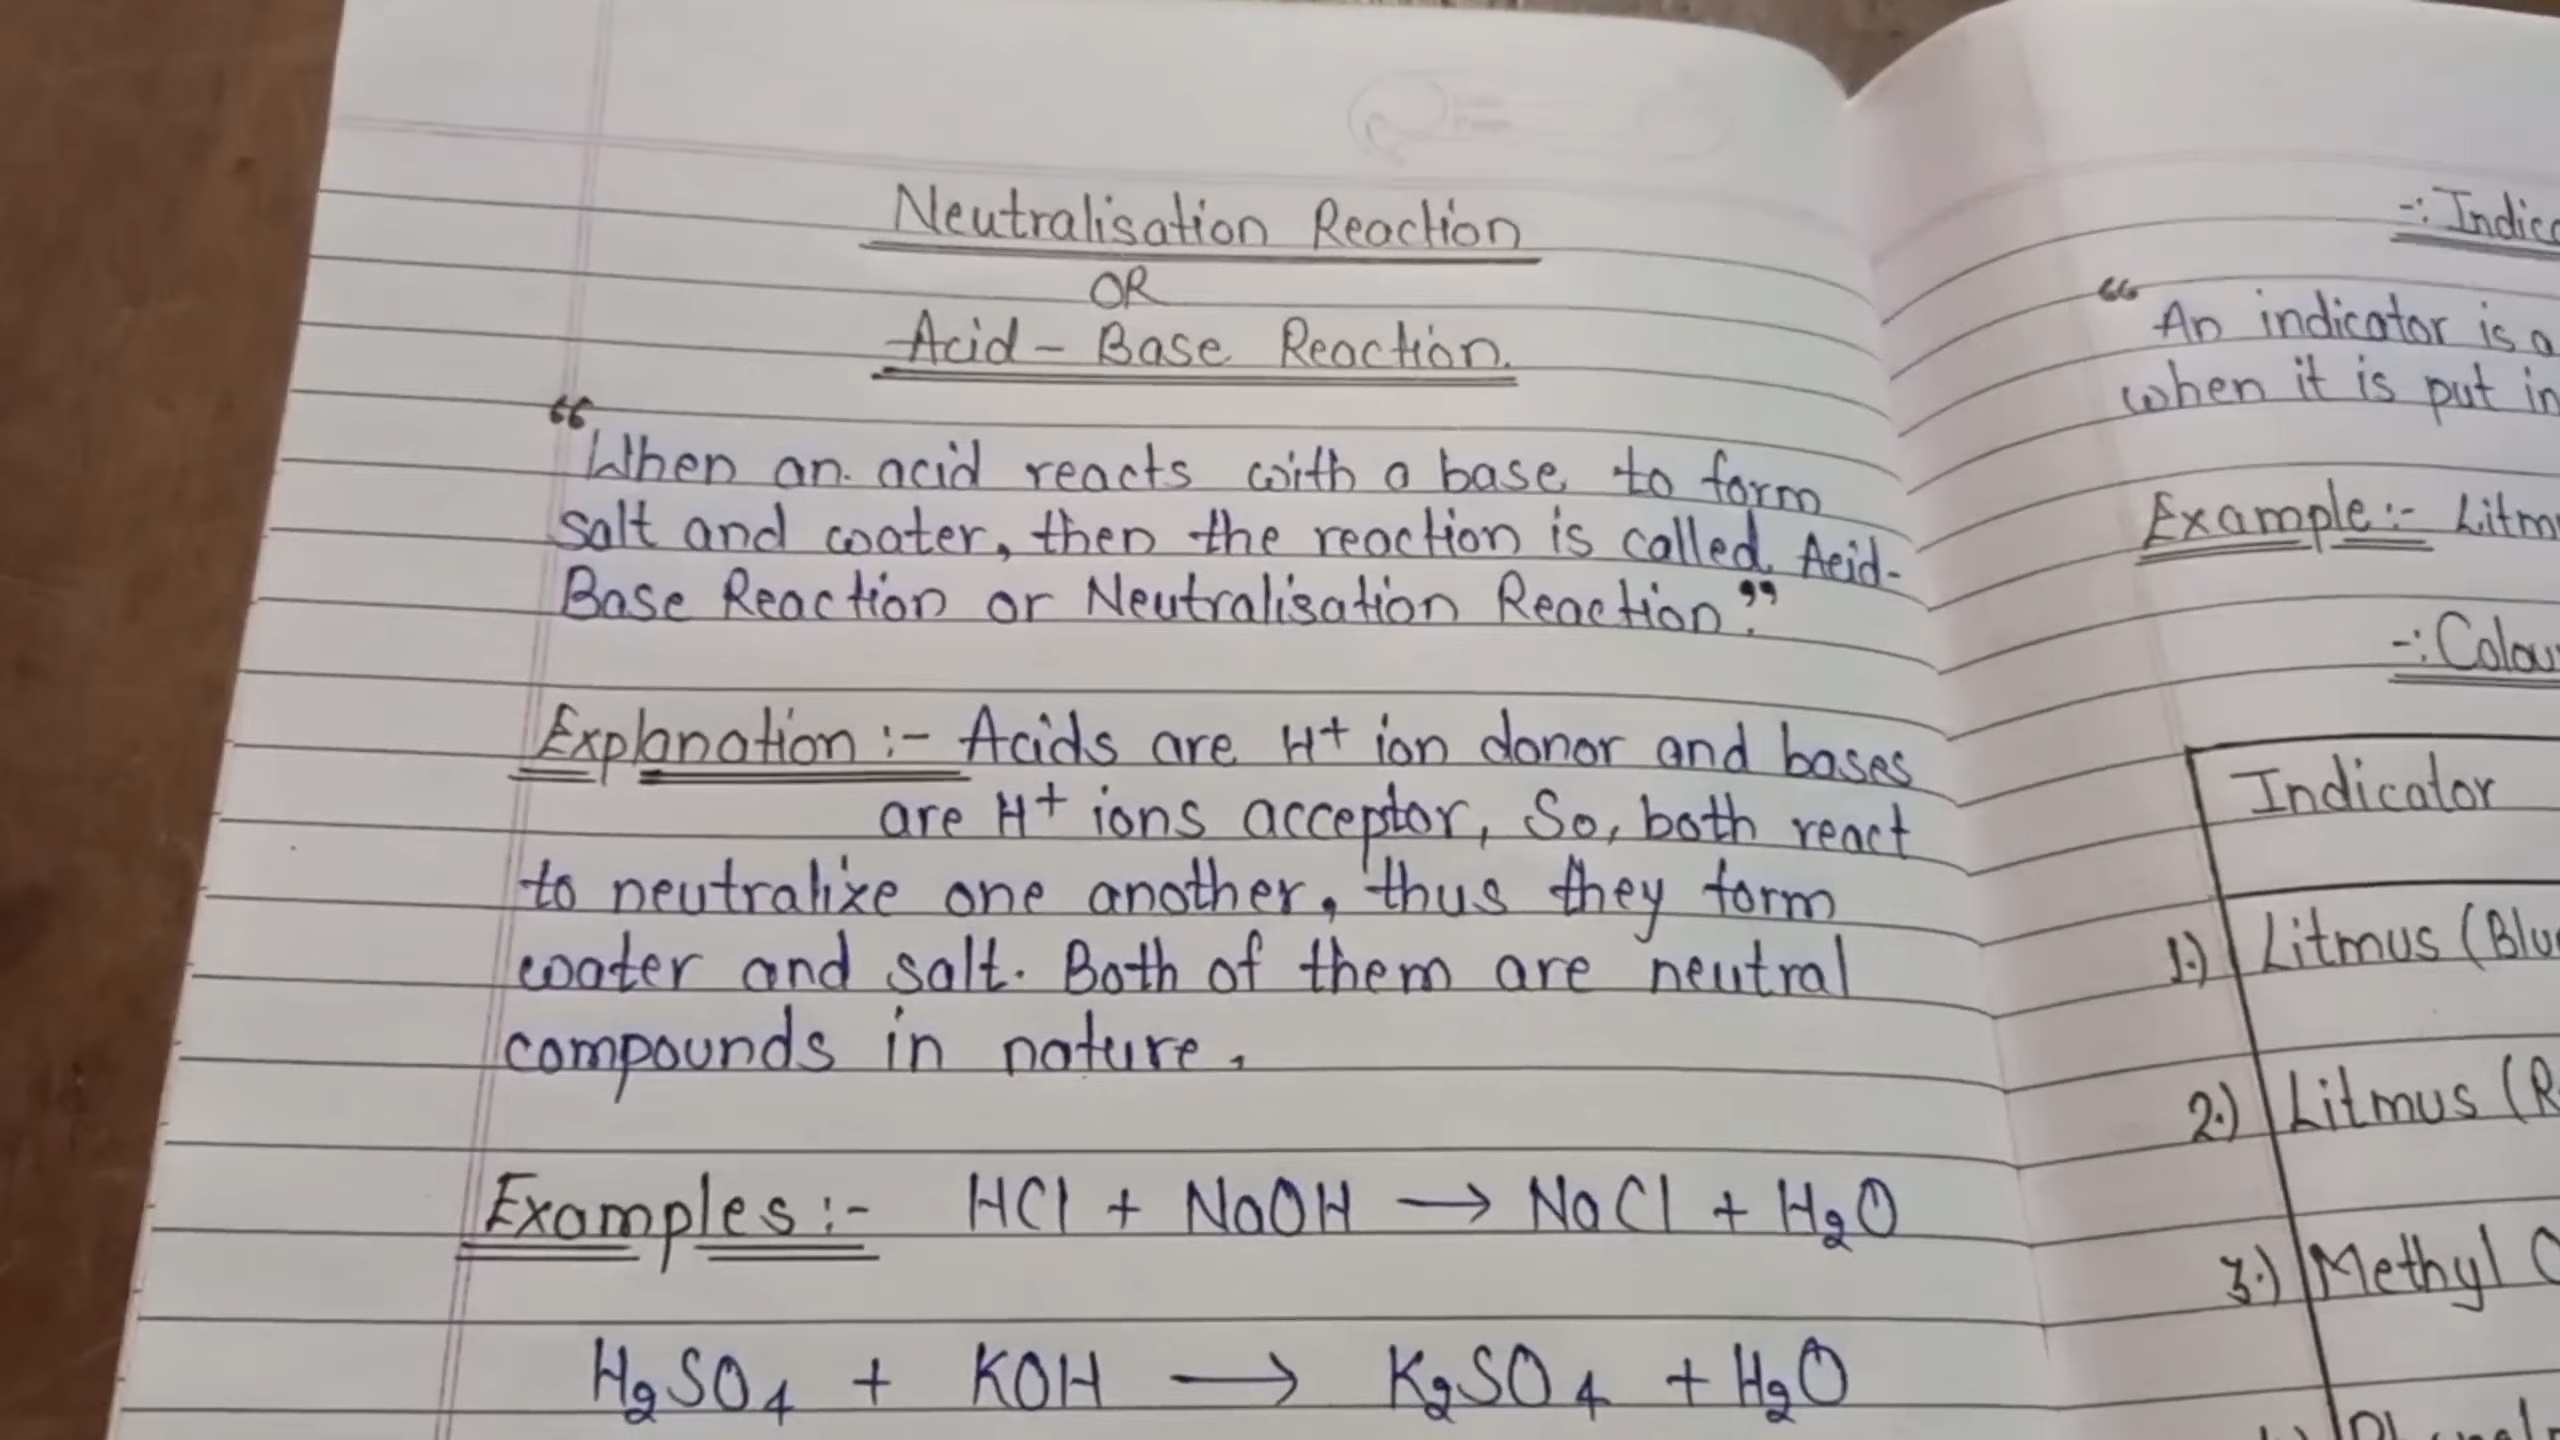 Neutralisation Reaction
OR
Acid - Base Reaction.
“When an acid reacts with a base to form
salt and water, then the reaction is called Acid-
Base Reaction or Neutralisation Reaction.”
Explanation :- Acids are H⁺ ion donor and bases
are H⁺ ions acceptor, So, both react
to neutralize one another, thus they form
water and salt. Both of them are neutral
compounds in nature.
Examples :- HCl + NaOH → NaCl + H₂O
H₂SO₄ + KOH → K₂SO₄ + H₂O
“An indicator is a
when it is put in
Example :-
Indicator
1.) Litmus
2.) Litmus
3.) Methyl